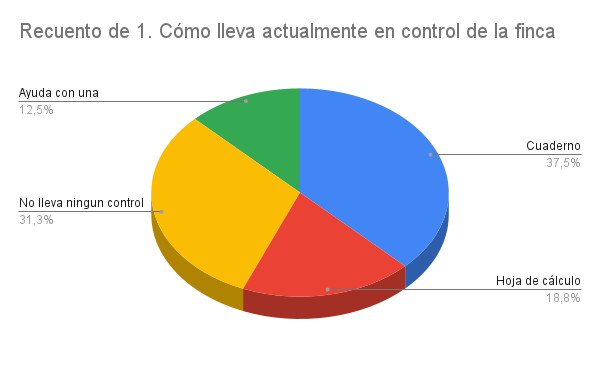 Recuento de 1. Cómo lleva actualmente en control de la finca
Ayuda con una
12,5%
Cuaderno
37,5%
No lleva ningun control
31,3%
Hoja de cálculo
18,8%